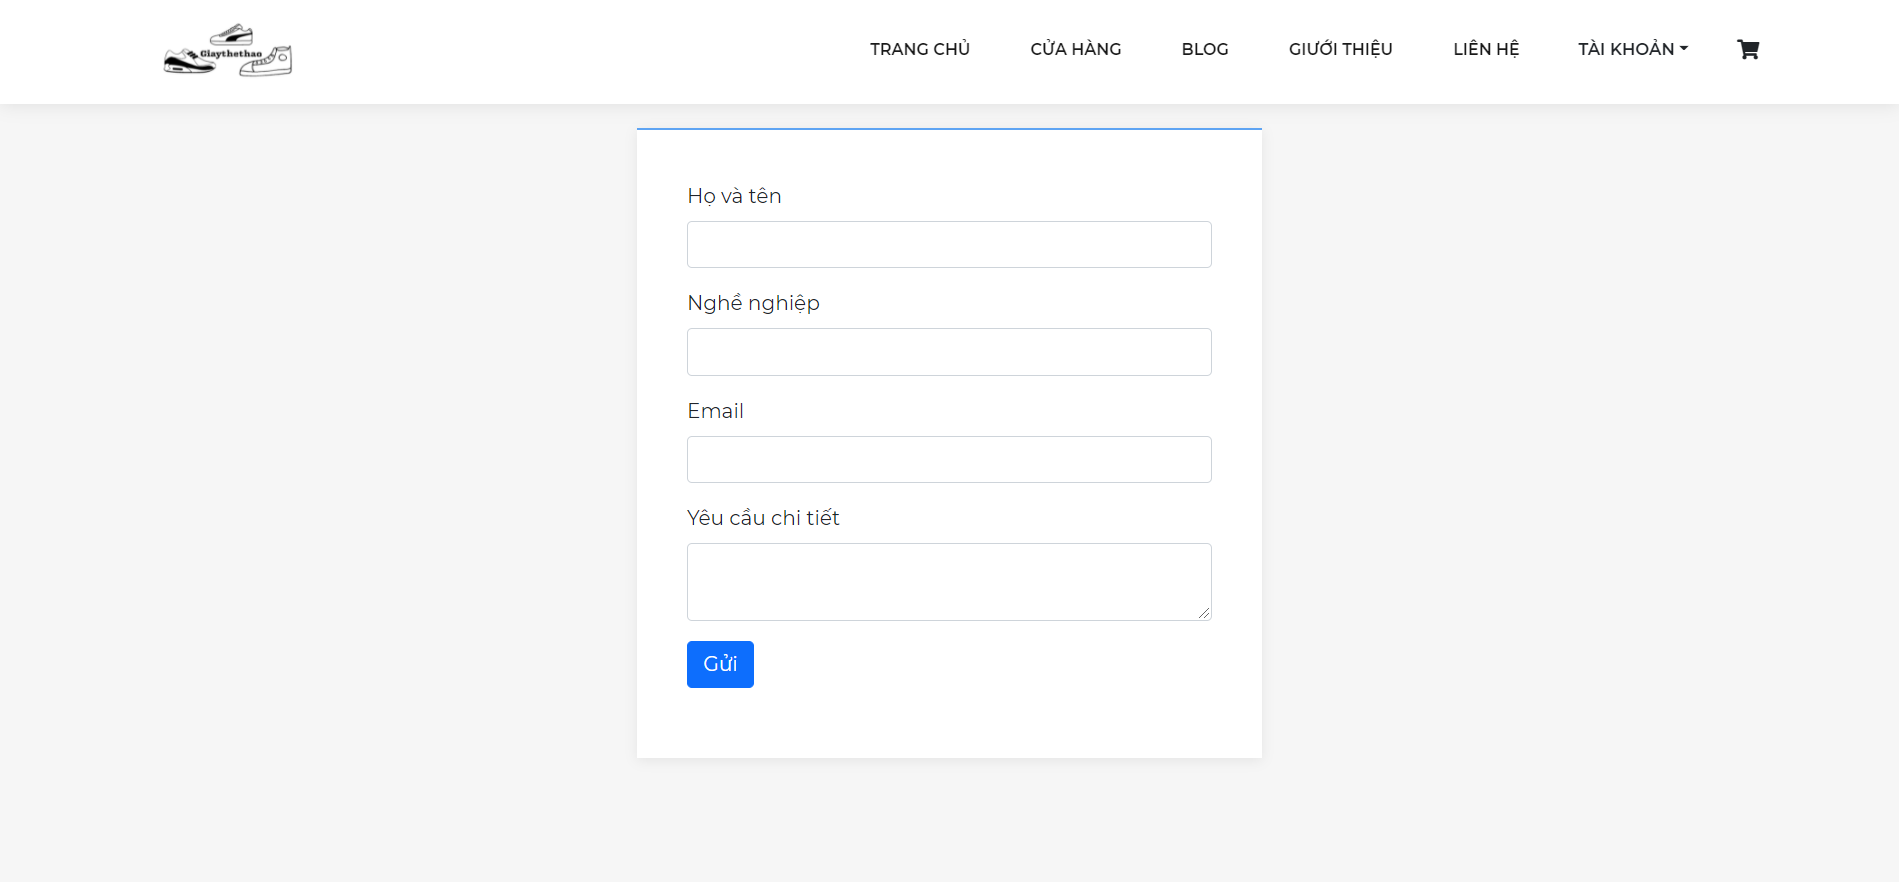 Giaythethao
TRANG CHỦ CỬA HÀNG BLOG GIƯỚI THIỆU LIÊN HỆ TÀI KHOẢN
Họ và tên
Nghề nghiệp
Email
Yêu cầu chi tiết
Gửi